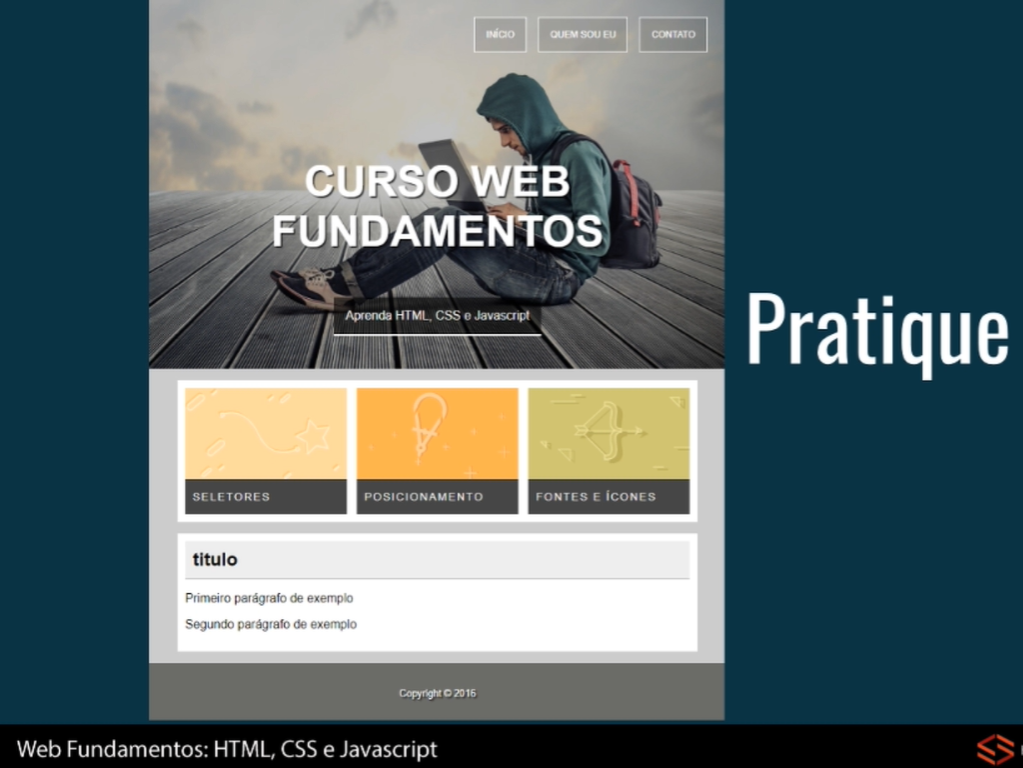 INÍCIO QUEM SOU EU CONTATO
CURSO WEB
FUNDAMENTOS
Aprenda HTML, CSS e Javascript
Pratique
SELETORES POSICIONAMENTO FONTES E ÍCONES
titulo
Primeiro parágrafo de exemplo
Segundo parágrafo de exemplo
Copyright © 2016
Web Fundamentos: HTML, CSS e Javascript